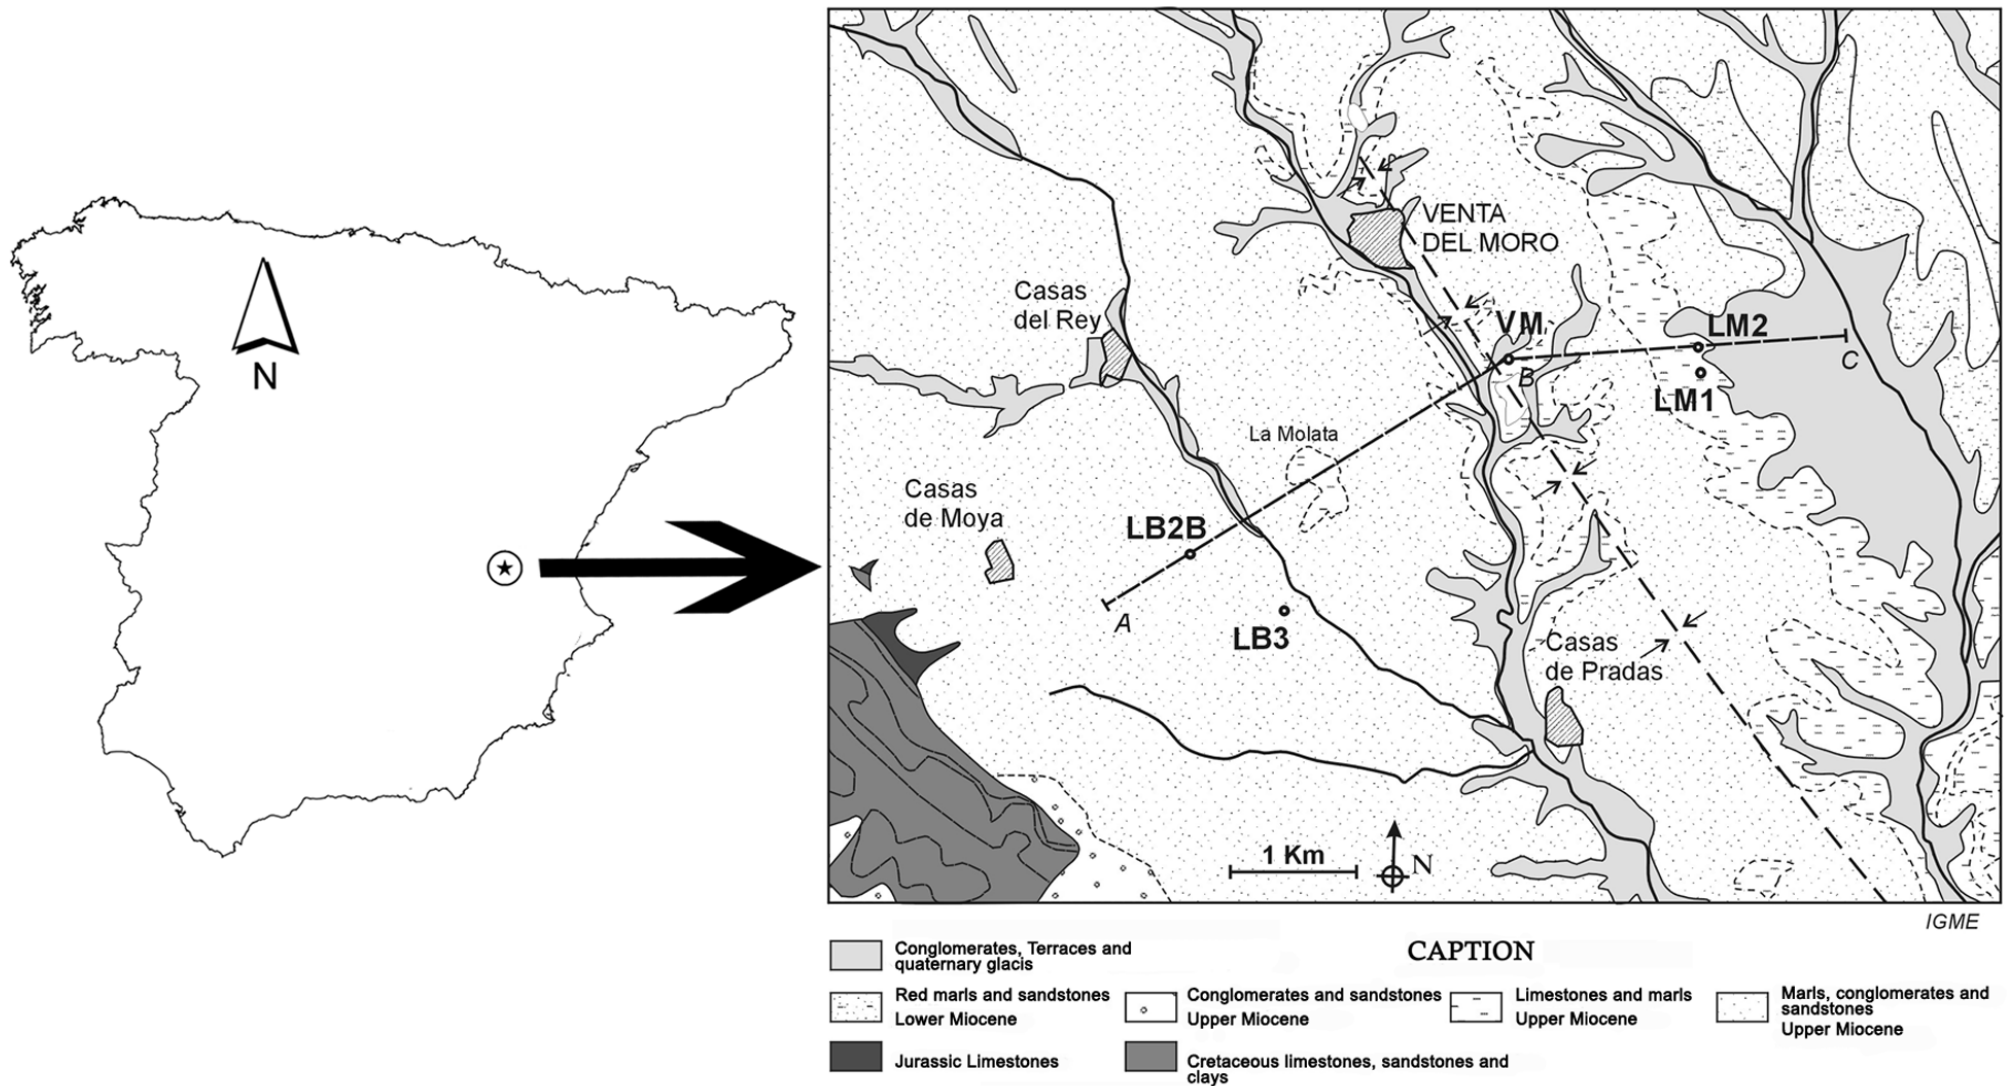 N
VENTA
DEL MORO
Casas
del Rey
VM
LM2
B
C
LM1
La Molata
Casas
de Moya
LB2B
A
LB3
Casas
de Pradas
1 Km
N
IGME
CAPTION
Conglomerates, Terraces and
quaternary glacis
Red marls and sandstones
Lower Miocene
Conglomerates and sandstones
Upper Miocene
Limestones and marls
Upper Miocene
Marls, conglomerates and
sandstones
Upper Miocene
Jurassic Limestones
Cretaceous limestones, sandstones and
clays